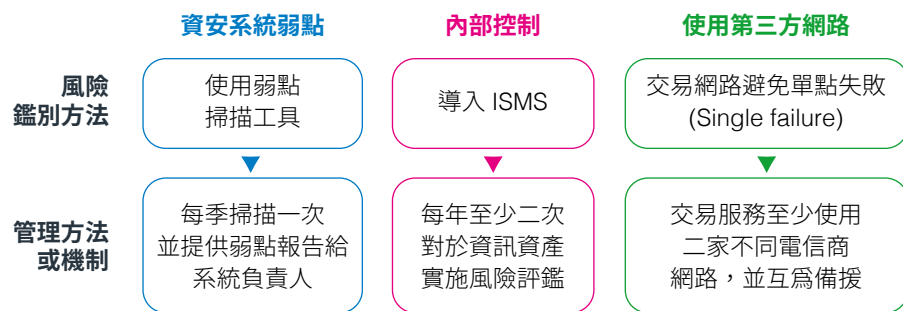 資安系統弱點
內部控制
使用第三方網路
風險
鑑別方法
使用弱點
掃描工具
導入 ISMS
交易網路避免單點失敗
(Single failure)
管理方法
或機制
每季掃描一次
並提供弱點報告給
系統負責人
每年至少二次
對於資訊資產
實施風險評鑑
交易服務至少使用
二家不同電信商
網路，並互爲備援